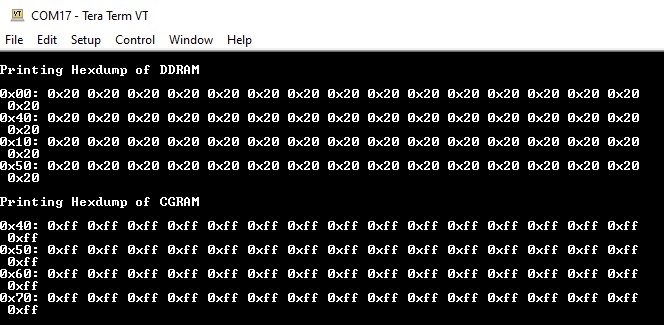 VT COM17 - Tera Term VT
File Edit Setup Control Window Help
Printing Hexdump of DDRAM
0x00: 0x20 0x20 0x20 0x20 0x20 0x20 0x20 0x20 0x20 0x20 0x20 0x20 0x20 0x20 0x20
0x20
0x40: 0x20 0x20 0x20 0x20 0x20 0x20 0x20 0x20 0x20 0x20 0x20 0x20 0x20 0x20 0x20
0x20
0x10: 0x20 0x20 0x20 0x20 0x20 0x20 0x20 0x20 0x20 0x20 0x20 0x20 0x20 0x20 0x20
0x20
0x50: 0x20 0x20 0x20 0x20 0x20 0x20 0x20 0x20 0x20 0x20 0x20 0x20 0x20 0x20 0x20
0x20
Printing Hexdump of CGRAM
0x40: 0xff 0xff 0xff 0xff 0xff 0xff 0xff 0xff 0xff 0xff 0xff 0xff 0xff 0xff 0xff
0xff
0x50: 0xff 0xff 0xff 0xff 0xff 0xff 0xff 0xff 0xff 0xff 0xff 0xff 0xff 0xff 0xff
0xff
0x60: 0xff 0xff 0xff 0xff 0xff 0xff 0xff 0xff 0xff 0xff 0xff 0xff 0xff 0xff 0xff
0xff
0x70: 0xff 0xff 0xff 0xff 0xff 0xff 0xff 0xff 0xff 0xff 0xff 0xff 0xff 0xff 0xff
0xff